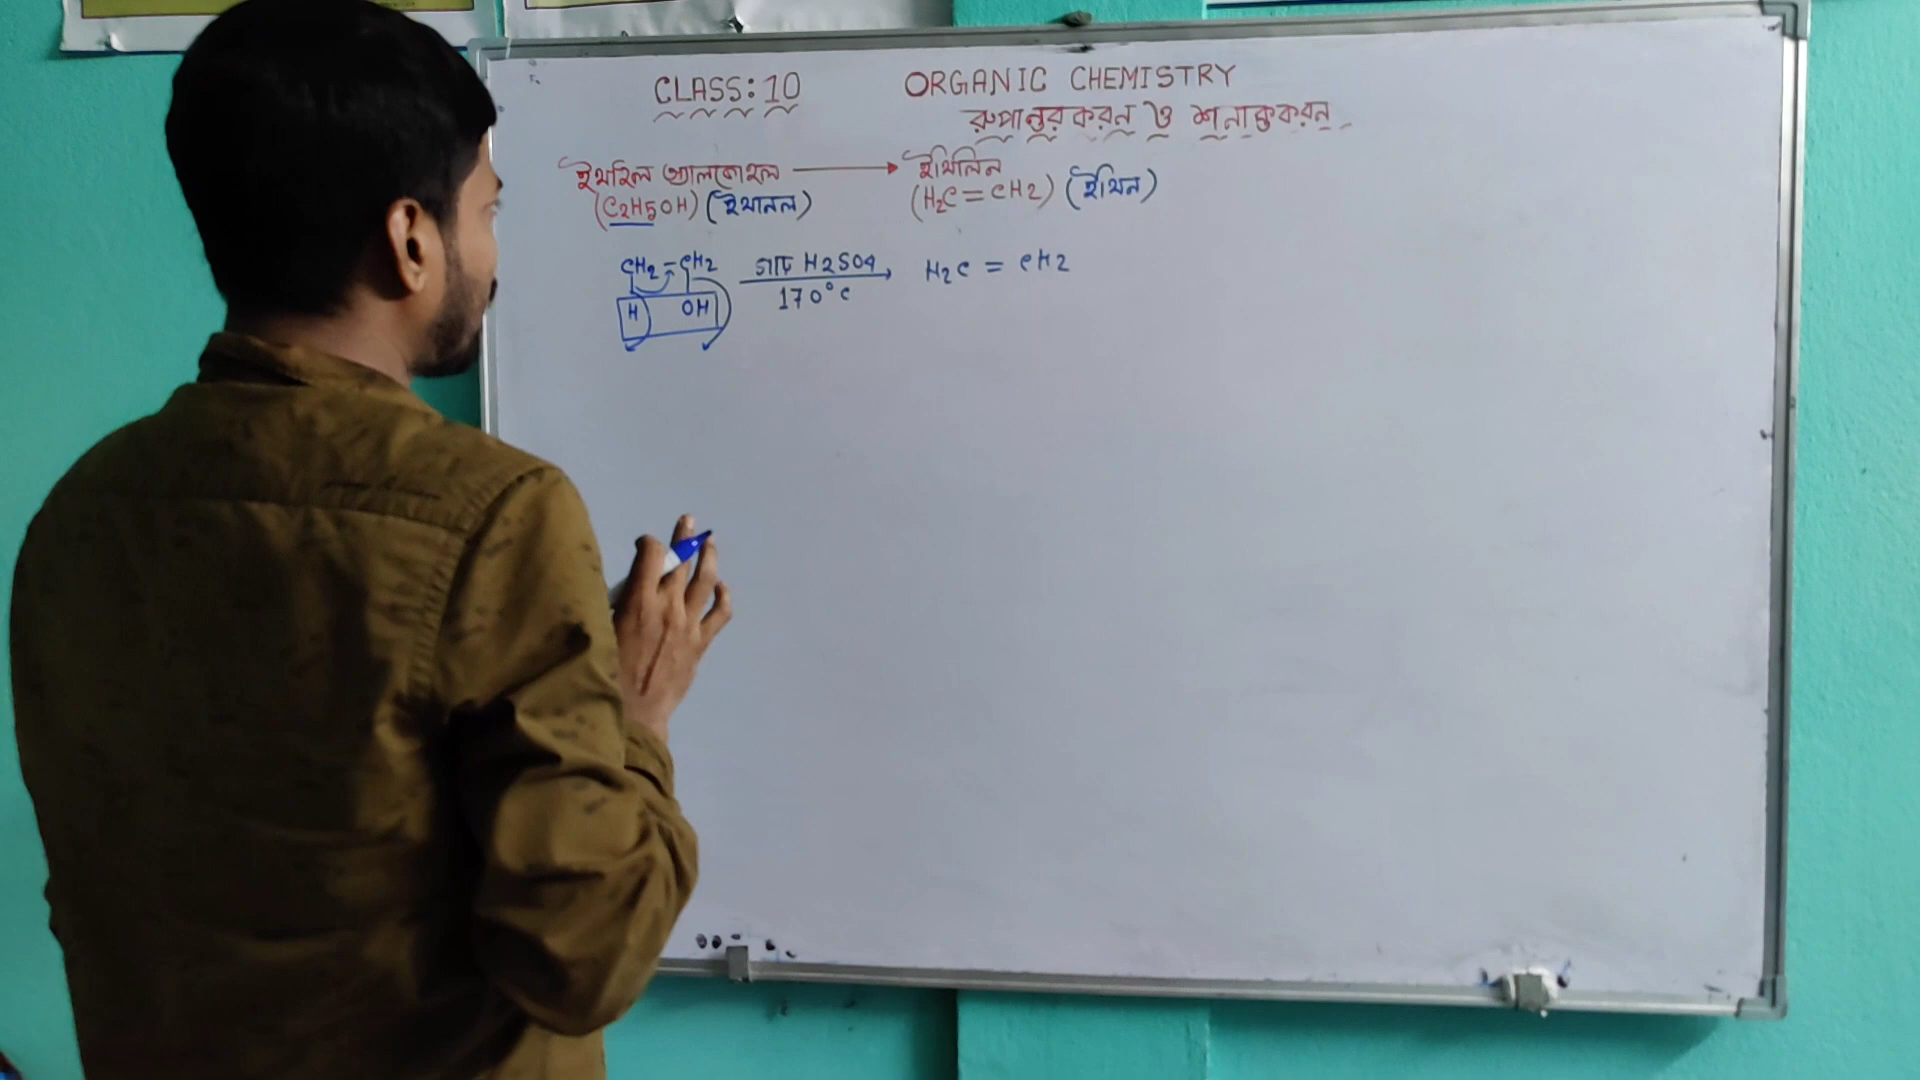 CLASS: 10 ORGANIC CHEMISTRY
রুপান্তরকরন ও শনাক্তকরন
ইথাইল অ্যালকোহল → ইথিলিন
(C2H5OH) (ইথানল) (H2C=CH2) (ইথিন)
CH2-CH2 গাঢ় H2SO4 H2C = CH2
H OH 170°C